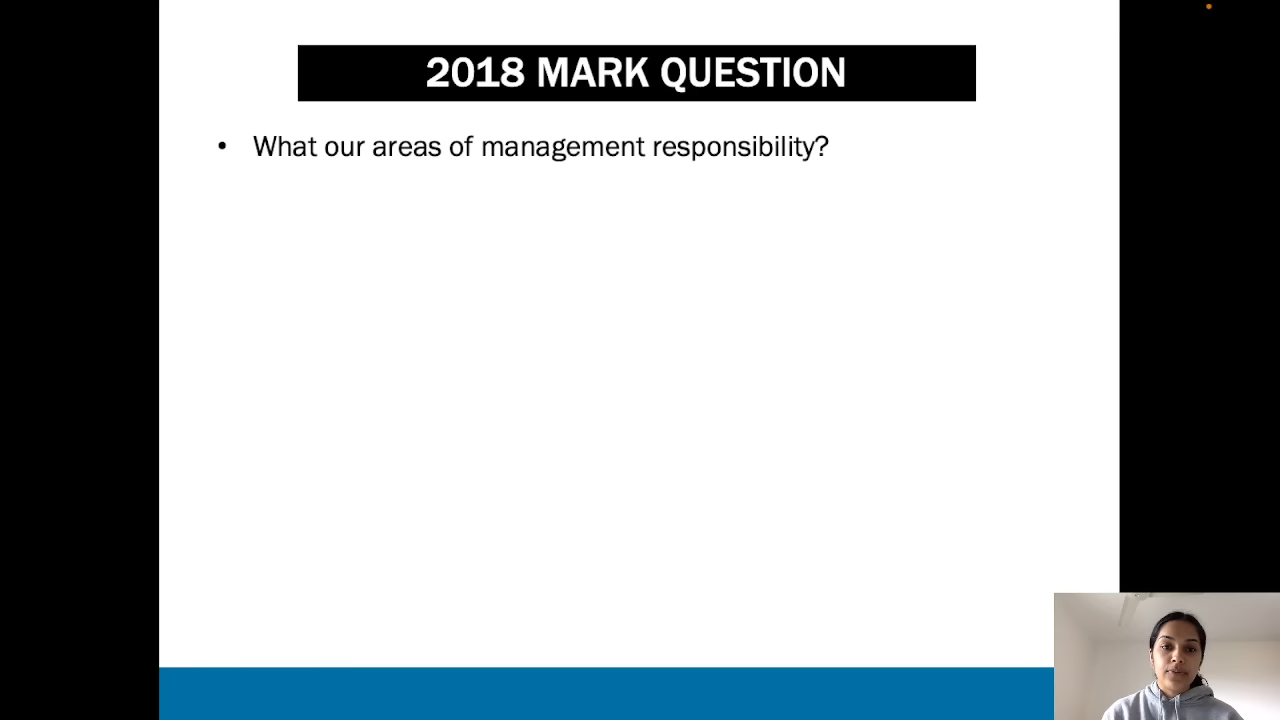 2018 MARK QUESTION
• What our areas of management responsibility?